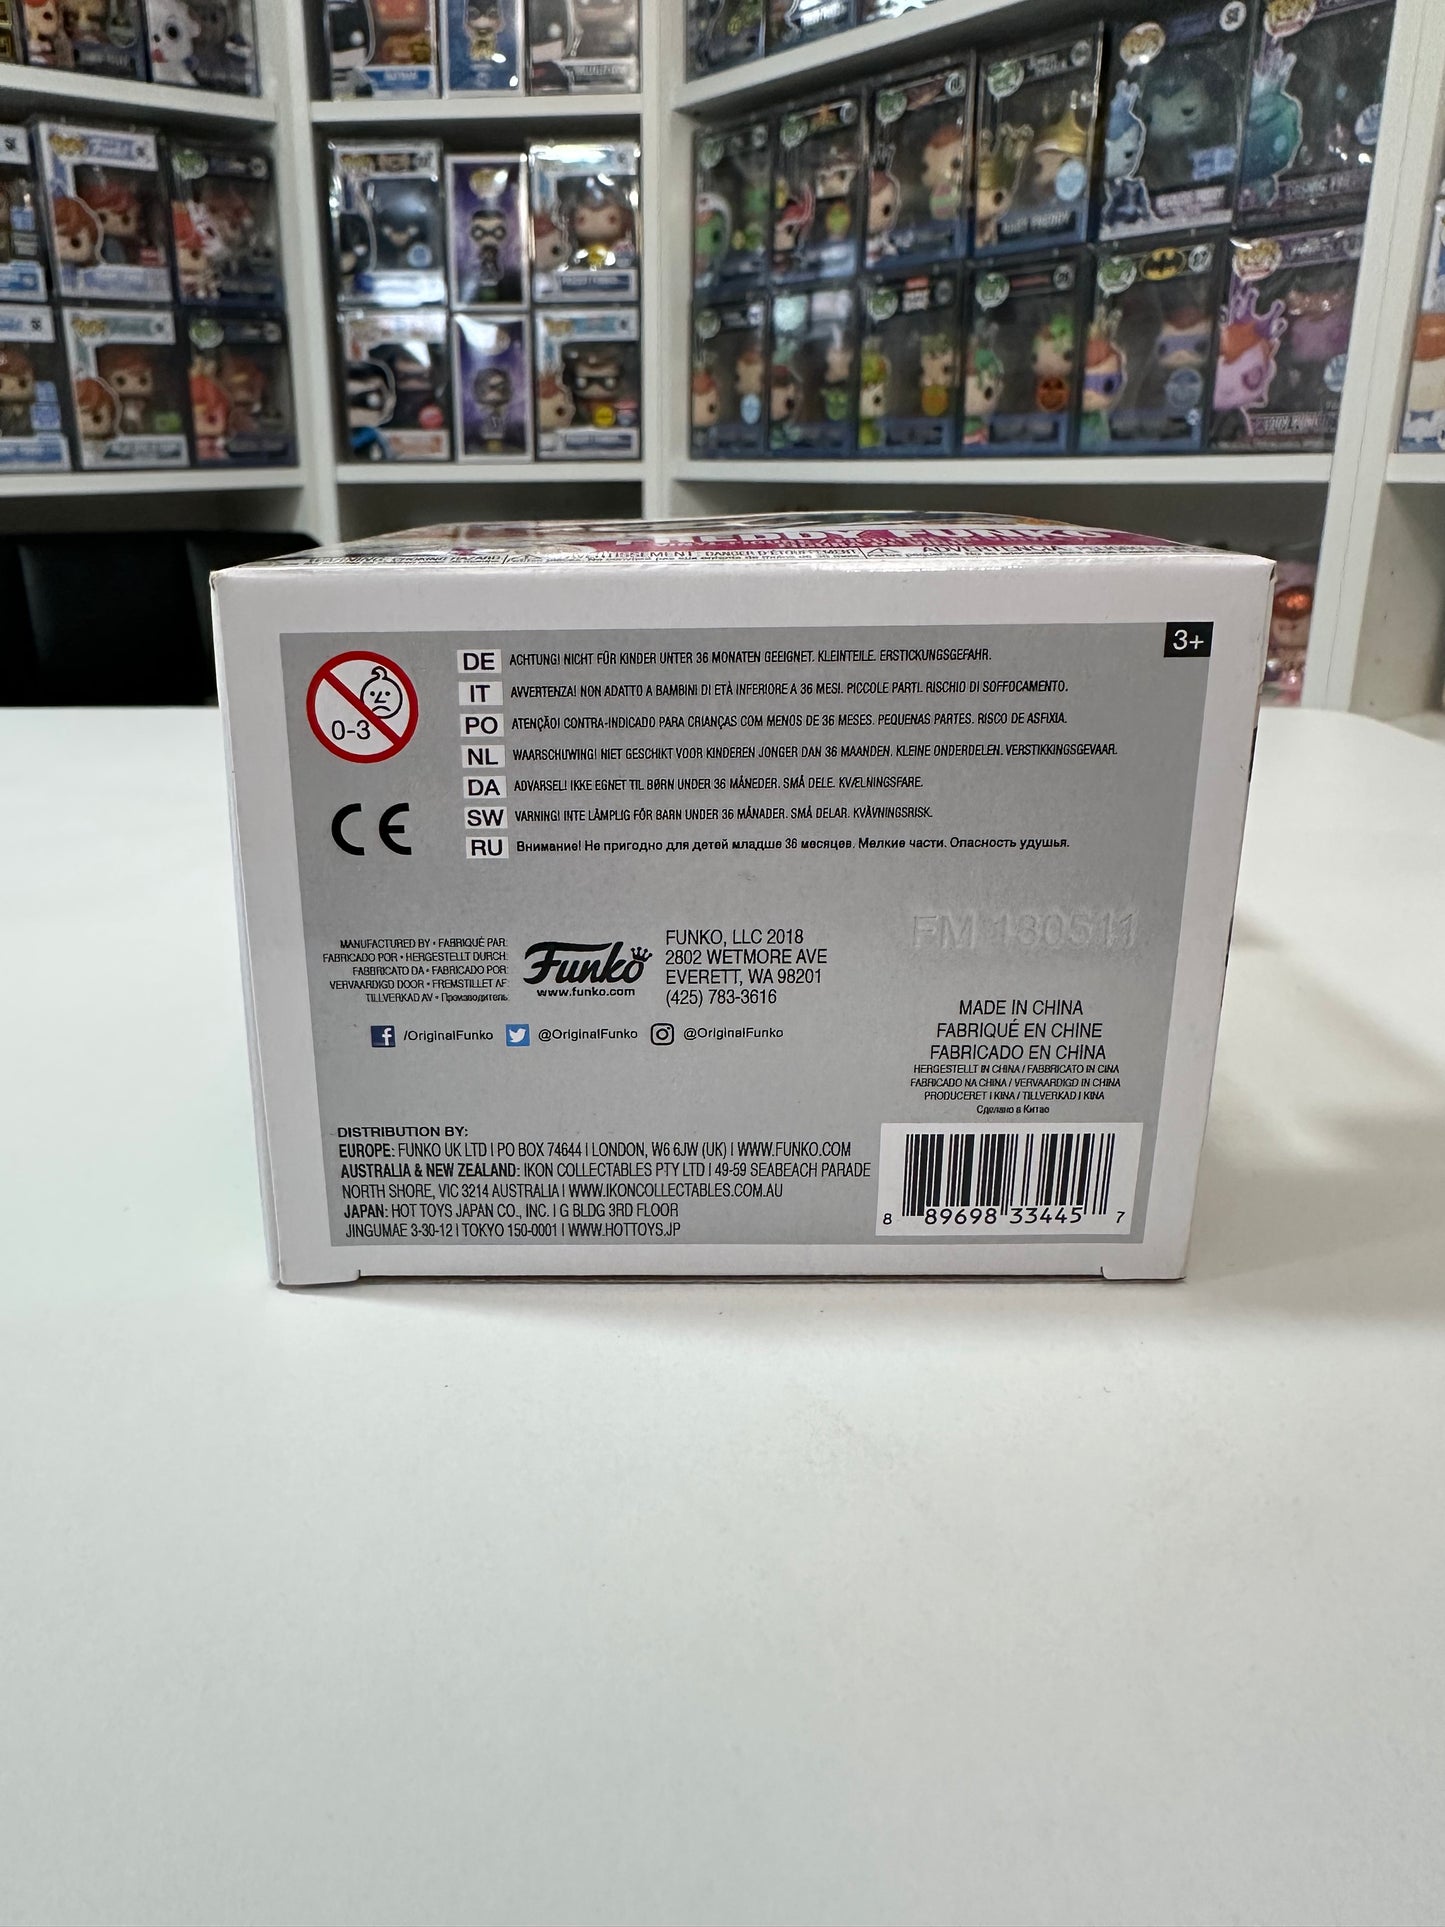 FREDDY FUNKO
3+
0-3
CE
DE ACHTUNG! NICHT FÜR KINDER UNTER 36 MONATEN GEEIGNET. KLEINTEILE. ERSTICKUNGSGEFAHR.
IT AVVERTENZA! NON ADATTO A BAMBINI DI ETÀ INFERIORE A 36 MESI. PICCOLE PARTI. RISCHIO DI SOFFOCAMENTO.
PO ATENÇÃO! CONTRA-INDICADO PARA CRIANÇAS COM MENOS DE 36 MESES. PEQUENAS PARTES. RISCO DE ASFIXIA.
NL WAARSCHUWING! NIET GESCHIKT VOOR KINDEREN JONGER DAN 36 MAANDEN. KLEINE ONDERDELEN. VERSTIKKINGSGEVAAR.
DA ADVARSEL! IKKE EGNET TIL BØRN UNDER 36 MÅNEDER. SMÅ DELE. KVÆLNINGSFARE.
SW VARNING! INTE LÄMPLIG FÖR BARN UNDER 36 MÅNADER. SMÅ DELAR. KVÄVNINGSRISK.
RU Внимание! Не пригодно для детей младше 36 месяцев. Мелкие части. Опасность удушья.
FM-180511
MANUFACTURED BY • FABRIQUÉ PAR:
FABRICADO POR • HERGESTELLT DURCH:
FABBRICATO DA • FABRICADO POR:
VERVAARDIGD DOOR • FREMSTILLET AF:
TILLVERKAD AV • Производитель:
Funko
www.funko.com
FUNKO, LLC 2018
2802 WETMORE AVE
EVERETT, WA 98201
(425) 783-3616
/OriginalFunko @OriginalFunko @OriginalFunko
MADE IN CHINA
FABRIQUÉ EN CHINE
FABRICADO EN CHINA
HERGESTELLT IN CHINA / FABBRICATO IN CINA
FABRICADO NA CHINA / VERVAARDIGD IN CHINA
PRODUCERET I KINA / TILLVERKAD I KINA
Сделано в Китае
DISTRIBUTION BY:
EUROPE: FUNKO UK LTD | PO BOX 74644 | LONDON, W6 6JW (UK) | WWW.FUNKO.COM
AUSTRALIA & NEW ZEALAND: IKON COLLECTABLES PTY LTD | 49-59 SEABEACH PARADE
NORTH SHORE, VIC 3214 AUSTRALIA | WWW.IKONCOLLECTABLES.COM.AU
JAPAN: HOT TOYS JAPAN CO., INC. | G BLDG 3RD FLOOR
JINGUMAE 3-30-12 | TOKYO 150-0001 | WWW.HOTTOYS.JP
8 89698 33445 7